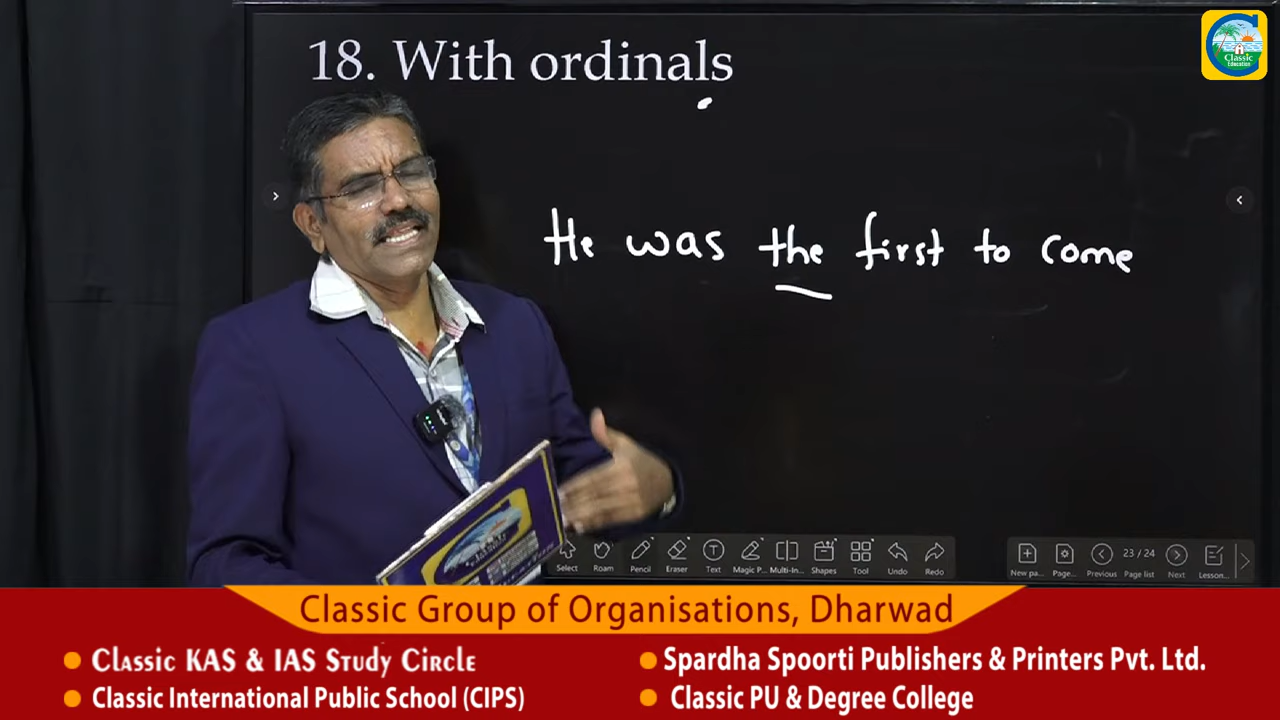 18. With ordinals
Classic
Education
He was the first to come
Select
Roam
Pencil
Eraser
Text
Magic P...
Multi-In...
Shapes
Tool
Undo
Redo
New pa...
Page...
Previous
23 / 24
Page list
Next
Lesson...
Classic Group of Organisations, Dharwad
Classic KAS & IAS Study Circle
Spardha Spoorti Publishers & Printers Pvt. Ltd.
Classic International Public School (CIPS)
Classic PU & Degree College